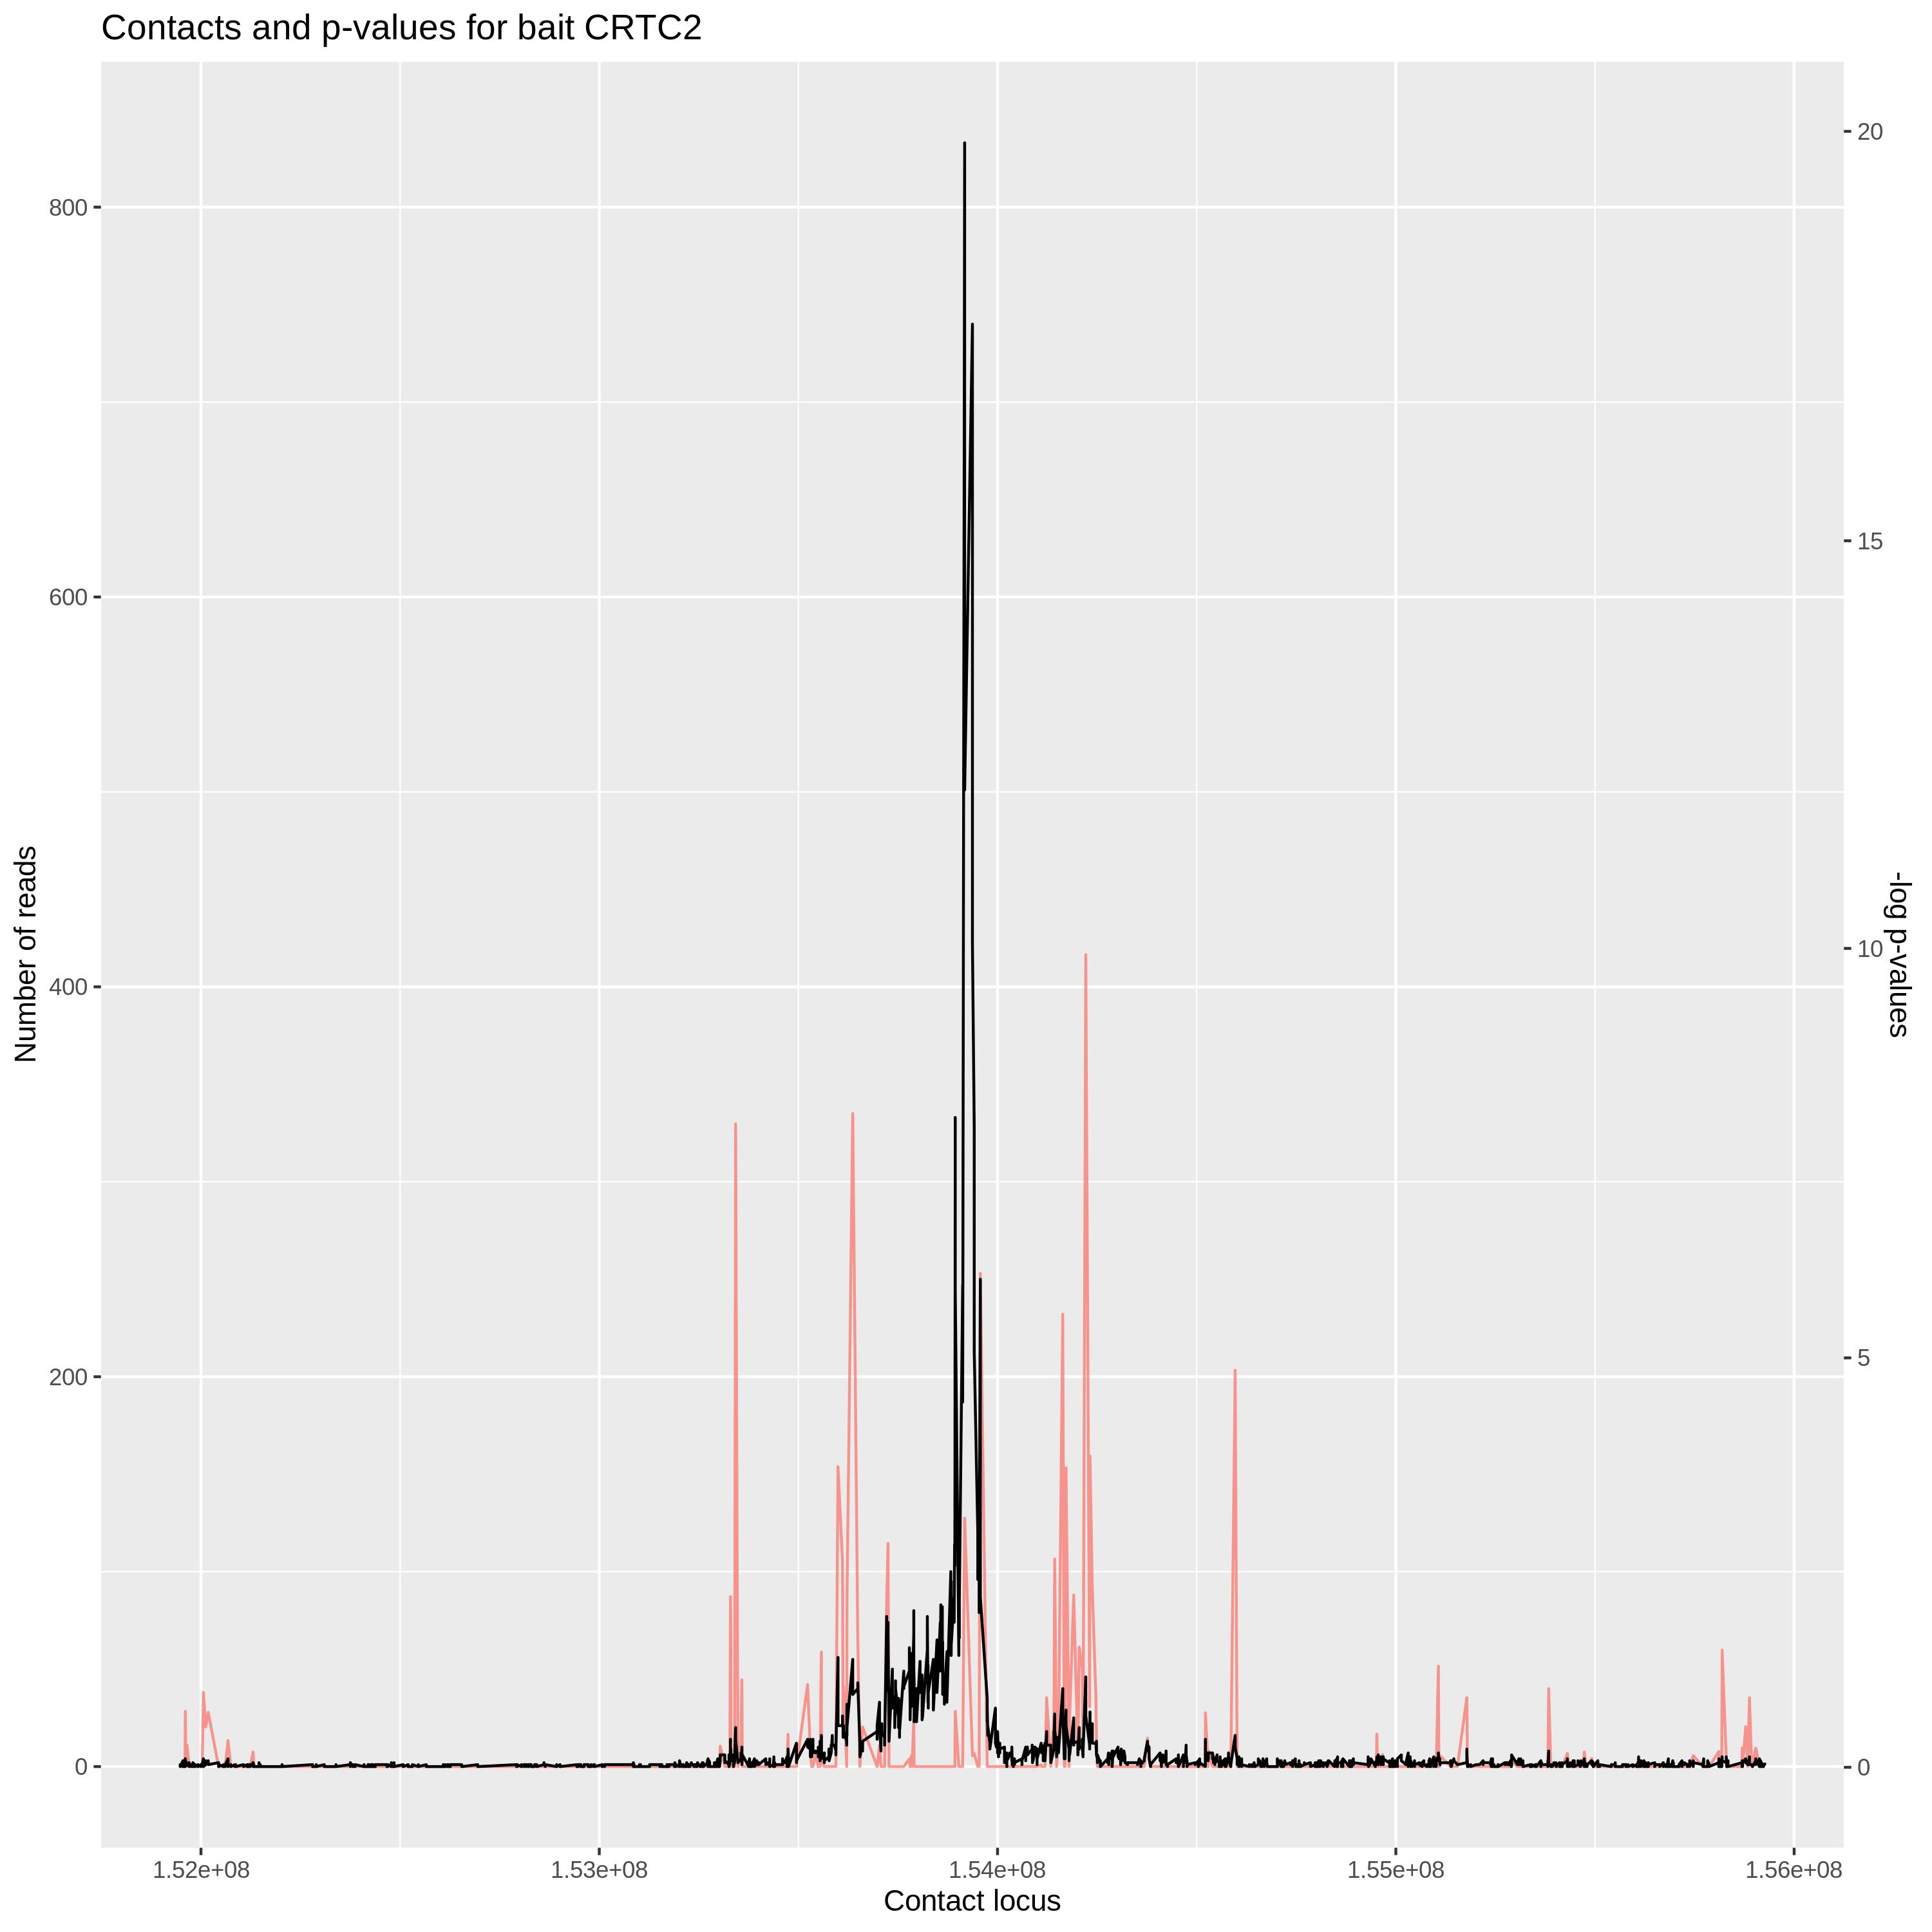 Contacts and p-values for bait CRTC2
800
600
400
200
0
20
15
10
5
0
Number of reads
-log p-values
1.52e+08
1.53e+08
1.54e+08
1.55e+08
1.56e+08
Contact locus